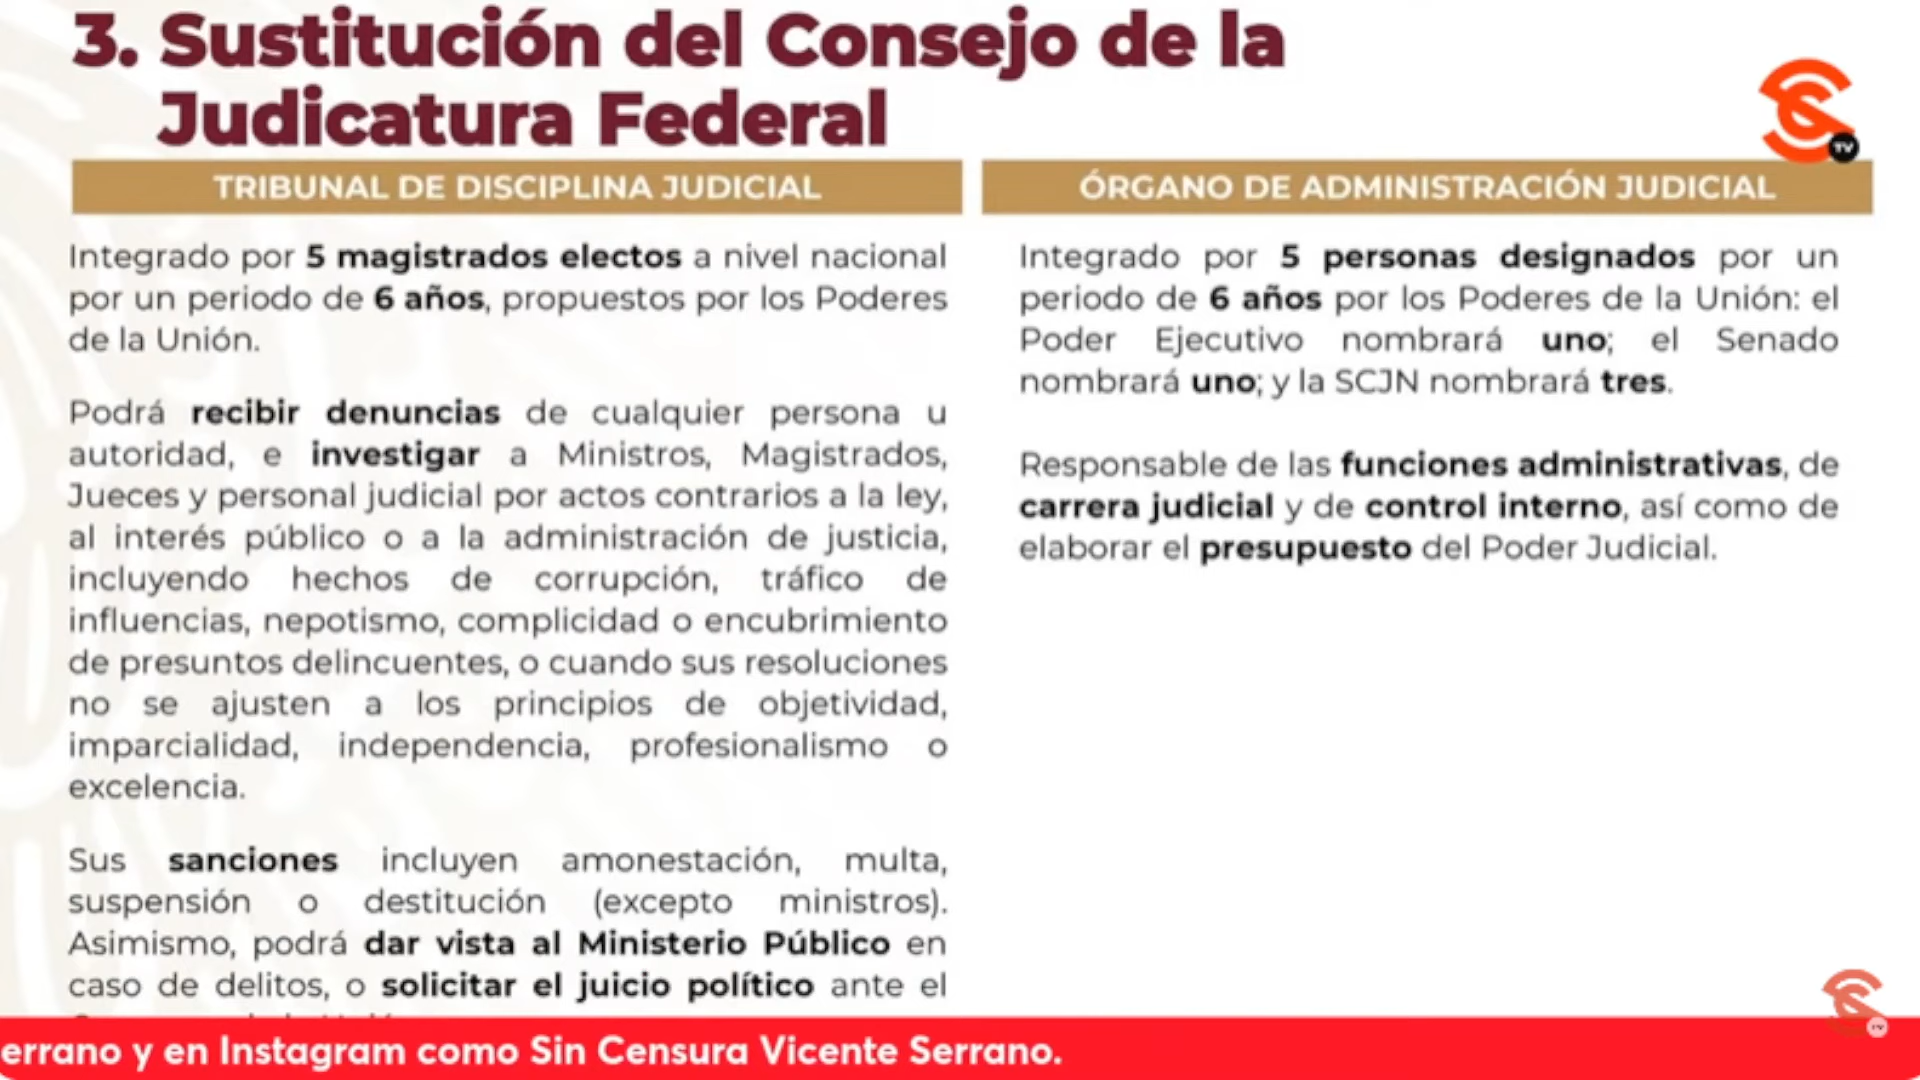 3. Sustitución del Consejo de la
Judicatura Federal
TV
TRIBUNAL DE DISCIPLINA JUDICIAL
Integrado por 5 magistrados electos a nivel nacional
por un periodo de 6 años, propuestos por los Poderes
de la Unión.
Podrá recibir denuncias de cualquier persona u
autoridad, e investigar a Ministros, Magistrados,
Jueces y personal judicial por actos contrarios a la ley,
al interés público o a la administración de justicia,
incluyendo hechos de corrupción, tráfico de
influencias, nepotismo, complicidad o encubrimiento
de presuntos delincuentes, o cuando sus resoluciones
no se ajusten a los principios de objetividad,
imparcialidad, independencia, profesionalismo o
excelencia.
Sus sanciones incluyen amonestación, multa,
suspensión o destitución (excepto ministros).
Asimismo, podrá dar vista al Ministerio Público en
caso de delitos, o solicitar el juicio político ante el
ÓRGANO DE ADMINISTRACIÓN JUDICIAL
Integrado por 5 personas designados por un
periodo de 6 años por los Poderes de la Unión: el
Poder Ejecutivo nombrará uno; el Senado
nombrará uno; y la SCJN nombrará tres.
Responsable de las funciones administrativas, de
carrera judicial y de control interno, así como de
elaborar el presupuesto del Poder Judicial.
TV
errano y en Instagram como Sin Censura Vicente Serrano.